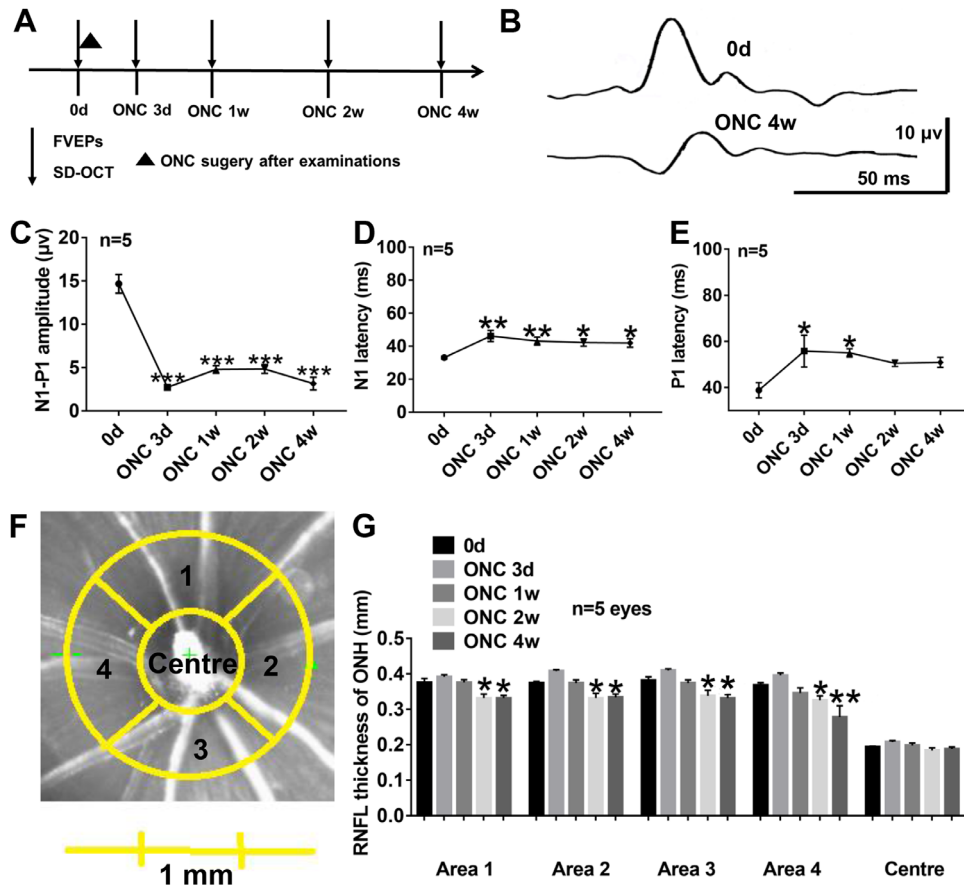 A
0d
ONC 3d
ONC 1w
ONC 2w
ONC 4w
FVEPs
SD-OCT
ONC sugery after examinations
B
0d
ONC 4w
10 μv
50 ms
C
n=5
N1-P1 amplitude (μv)
20
15
10
5
0
***
***
***
***
0d
ONC 3d
ONC 1w
ONC 2w
ONC 4w
D
n=5
N1 latency (ms)
100
80
60
40
20
0
**
**
*
*
0d
ONC 3d
ONC 1w
ONC 2w
ONC 4w
E
n=5
P1 latency (ms)
100
80
60
40
*
*
0d
ONC 3d
ONC 1w
ONC 2w
ONC 4w
F
1
2
3
4
Centre
1 mm
G
0d
ONC 3d
ONC 1w
ONC 2w
ONC 4w
n=5 eyes
RNFL thickness of ONH (mm)
0.5
0.4
0.3
0.2
0.1
0.0
* *
* *
* *
* **
Area 1
Area 2
Area 3
Area 4
Centre